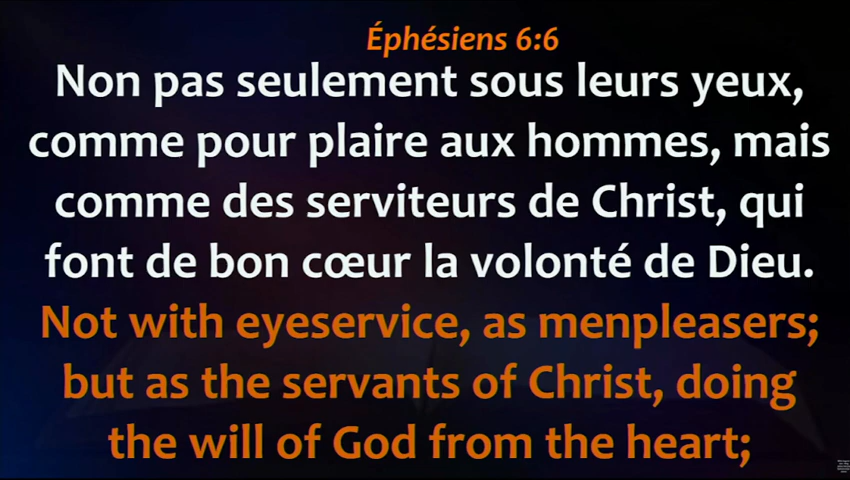 Éphésiens 6:6
Non pas seulement sous leurs yeux,
comme pour plaire aux hommes, mais
comme des serviteurs de Christ, qui
font de bon cœur la volonté de Dieu.
Not with eyeservice, as menpleasers;
but as the servants of Christ, doing
the will of God from the heart;